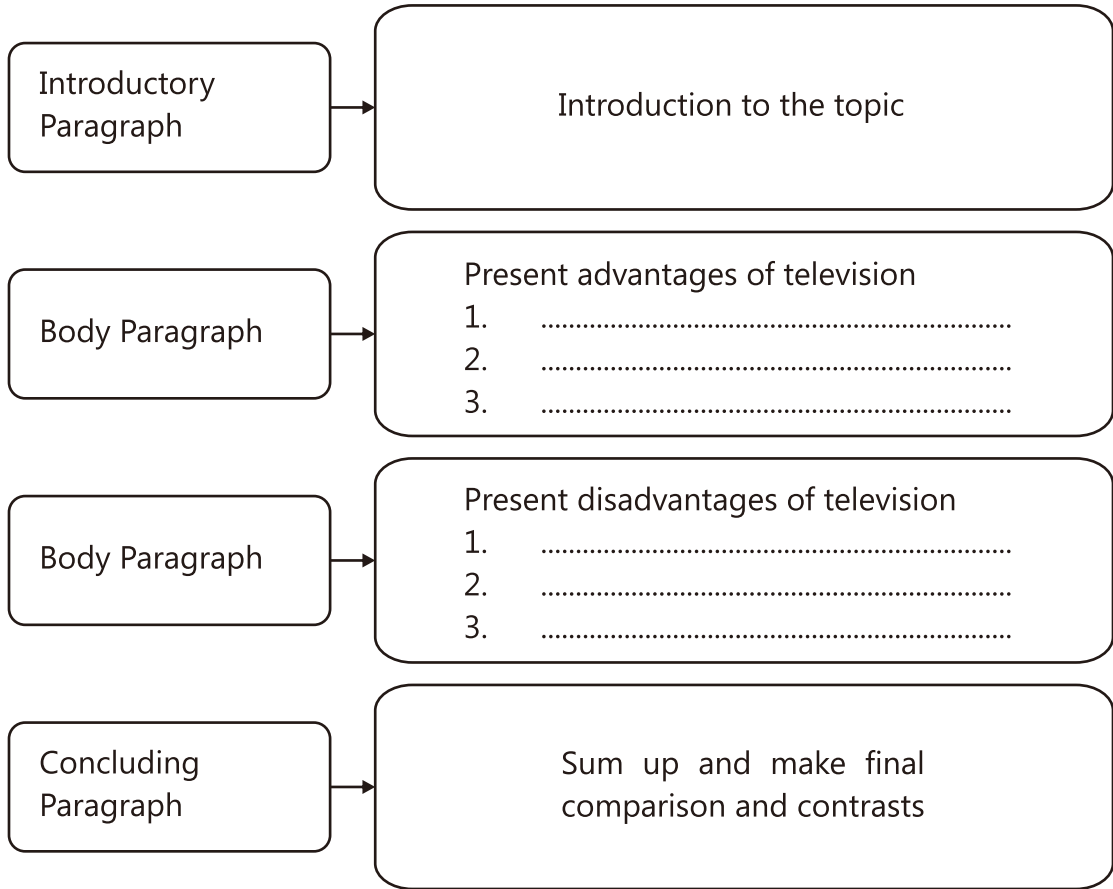 Introductory
Paragraph
Introduction to the topic
Body Paragraph
Present advantages of television
1. ....................................................................
2. ....................................................................
3. ....................................................................
Body Paragraph
Present disadvantages of television
1. ....................................................................
2. ....................................................................
3. ....................................................................
Concluding
Paragraph
Sum up and make final
comparison and contrasts